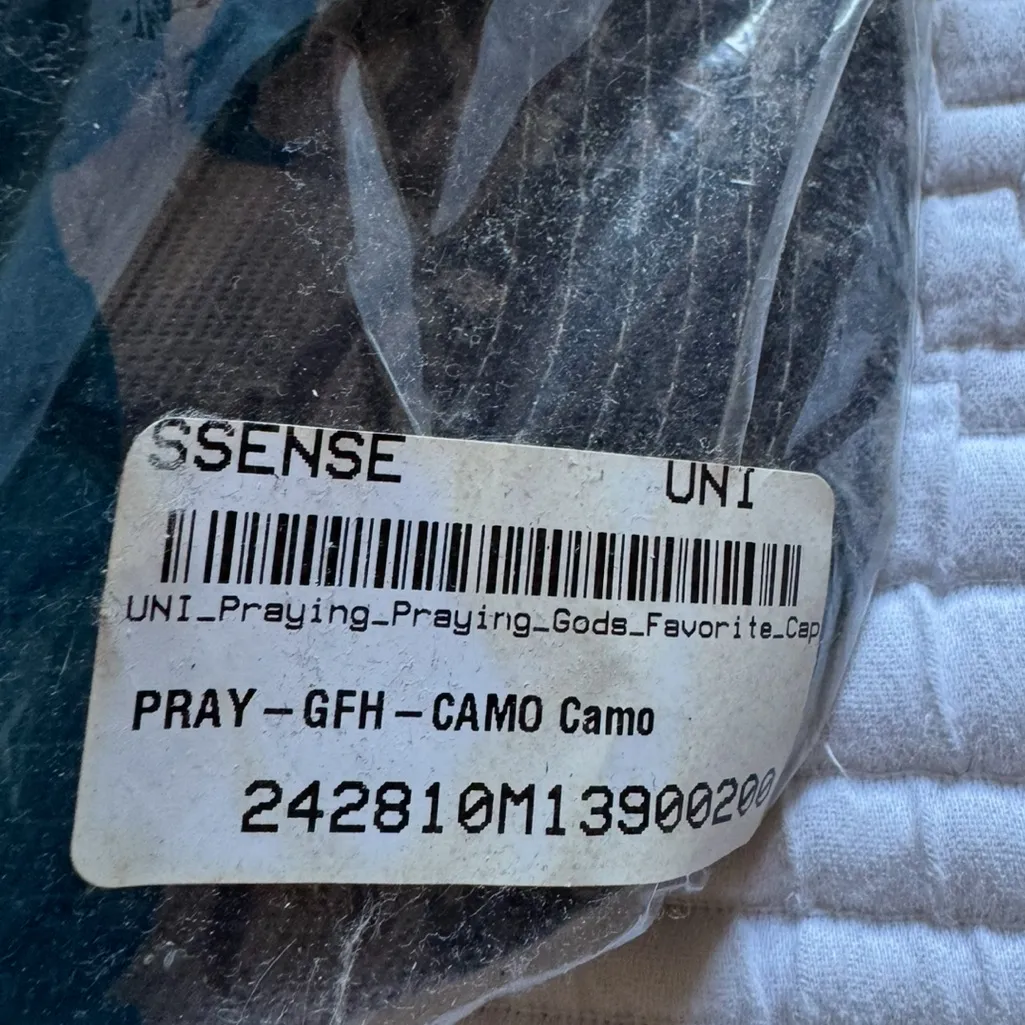 SSENSE UNI
UNI_Praying_Praying_Gods_Favorite_Cap
PRAY-GFH-CAMO Camo
242810M13900200